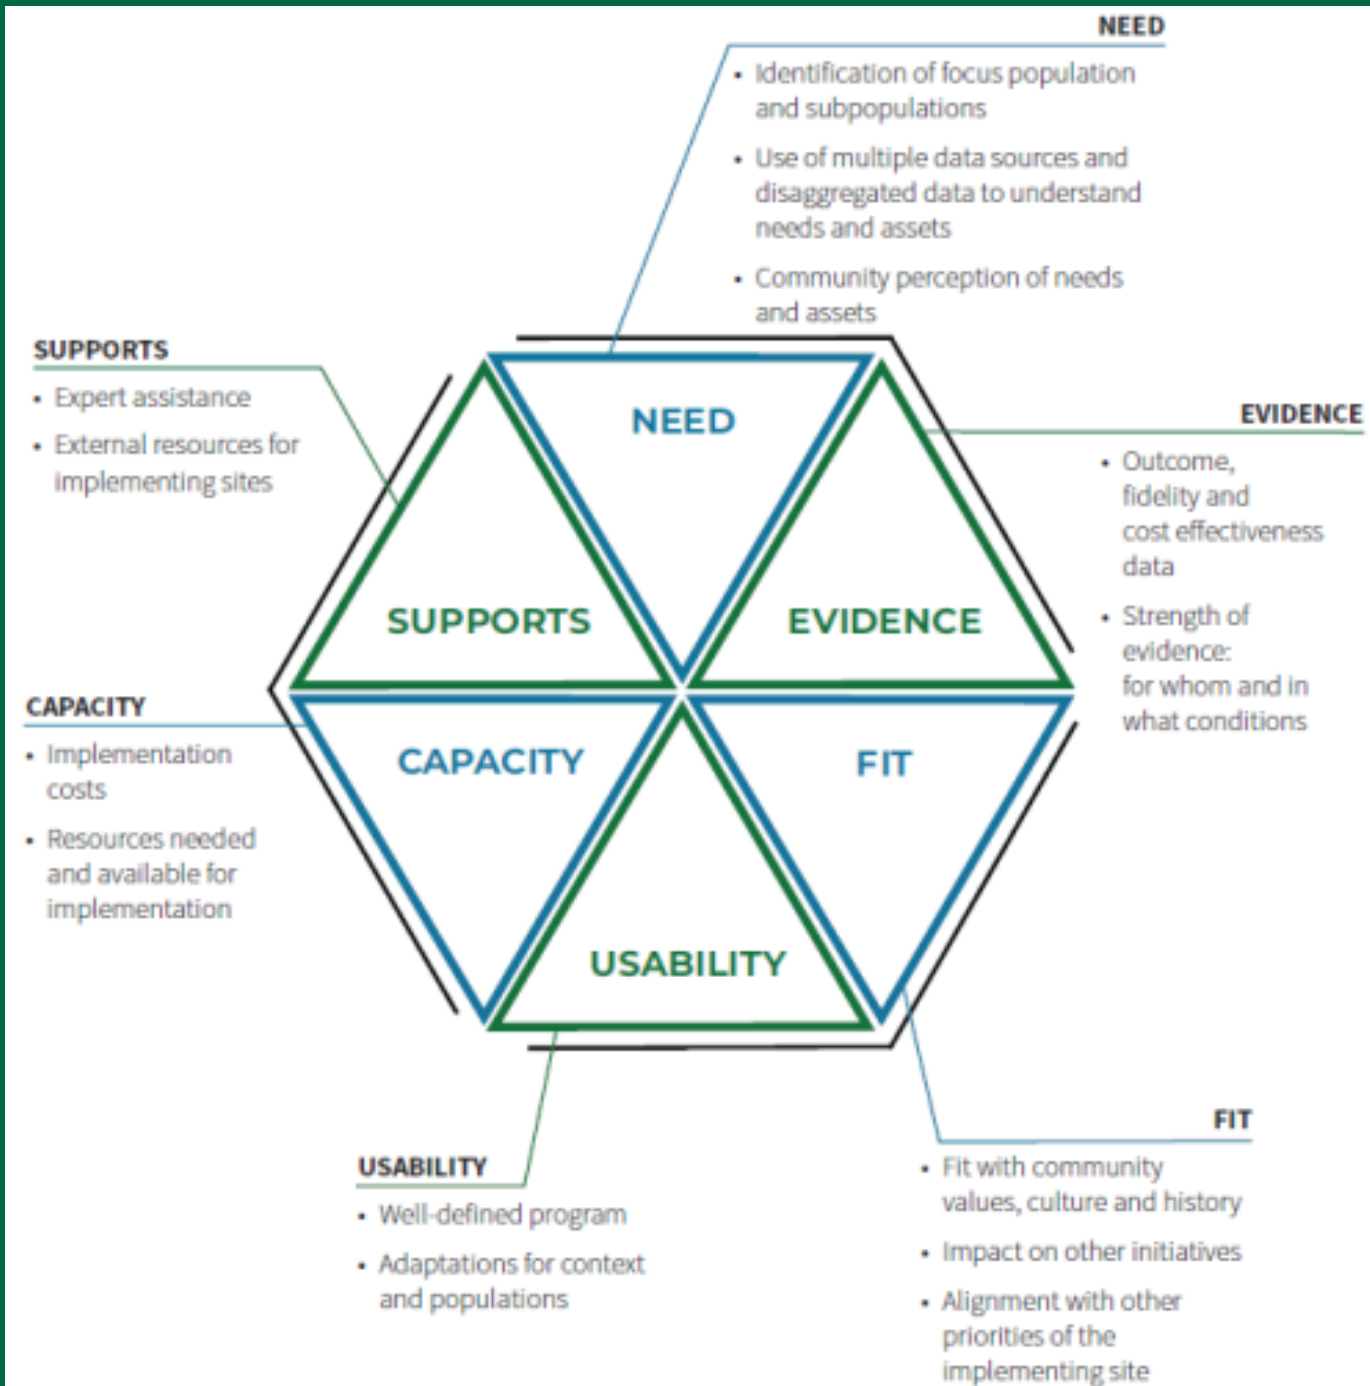 NEED
• Identification of focus population
and subpopulations
• Use of multiple data sources and
disaggregated data to understand
needs and assets
• Community perception of needs
and assets
SUPPORTS
• Expert assistance
• External resources for
implementing sites
EVIDENCE
• Outcome,
fidelity and
cost effectiveness
data
• Strength of
evidence:
for whom and in
what conditions
NEED
SUPPORTS
EVIDENCE
CAPACITY
FIT
USABILITY
CAPACITY
• Implementation
costs
• Resources needed
and available for
implementation
USABILITY
• Well-defined program
• Adaptations for context
and populations
FIT
• Fit with community
values, culture and history
• Impact on other initiatives
• Alignment with other
priorities of the
implementing site